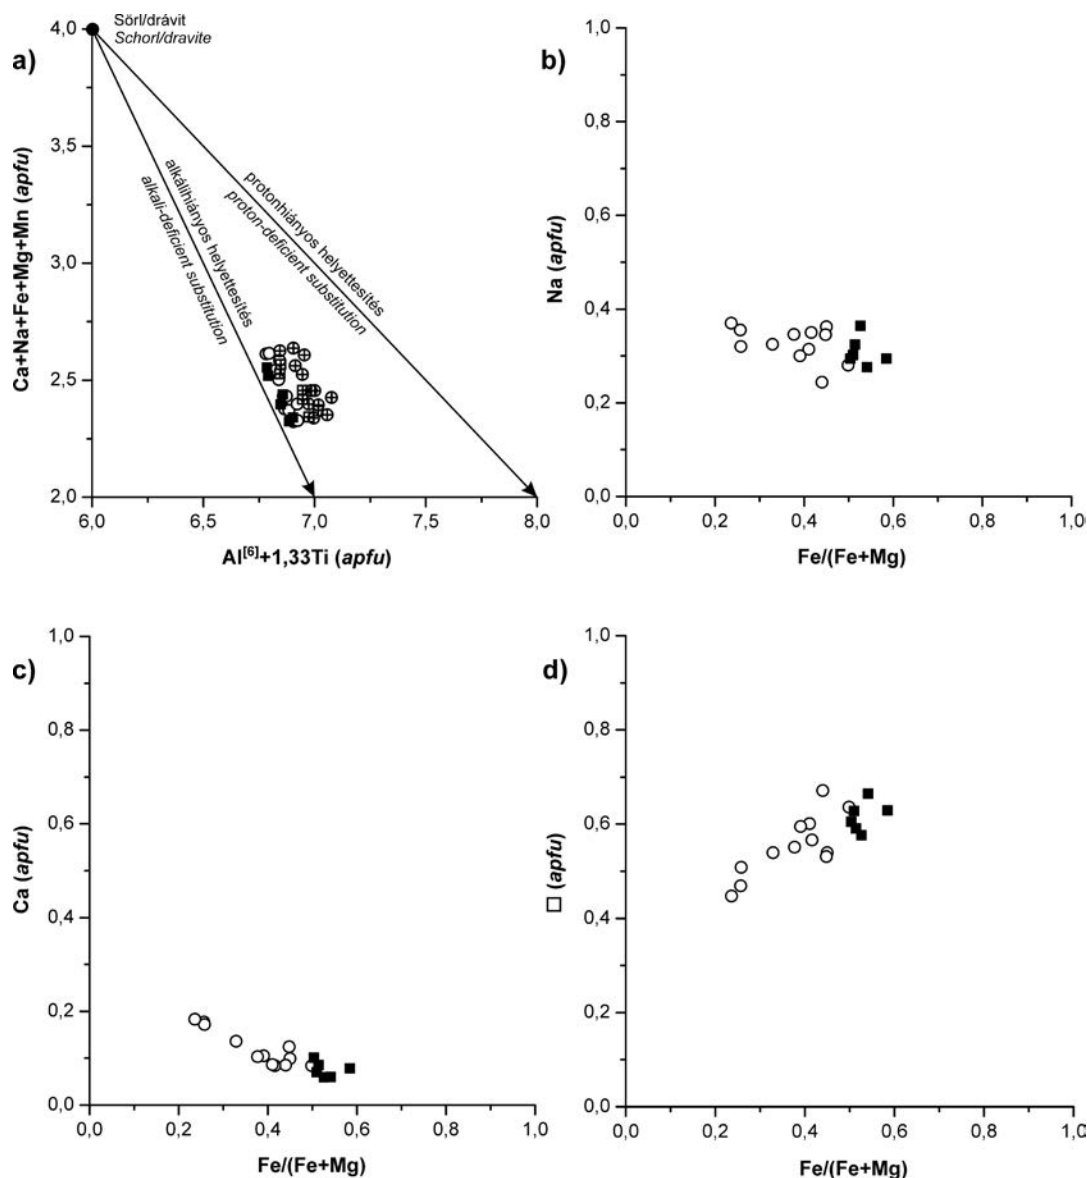 a)
Sörl/drávit
Schorl/dravite
4,0
3,5
3,0
2,5
2,0
Ca+Na+Fe+Mg+Mn (apfu)
alkálihiányos helyettesítés
alkali-deficient substitution
protonhiányos helyettesítés
proton-deficient substitution
6,0 6,5 7,0 7,5 8,0
Al[6]+1,33Ti (apfu)
b)
1,0
0,8
0,6
0,4
0,2
0,0
Na (apfu)
0,0 0,2 0,4 0,6 0,8 1,0
Fe/(Fe+Mg)
c)
1,0
0,8
0,6
0,4
0,2
0,0
Ca (apfu)
0,0 0,2 0,4 0,6 0,8 1,0
Fe/(Fe+Mg)
d)
1,0
0,8
0,6
0,4
0,2
0,0
□ (apfu)
0,0 0,2 0,4 0,6 0,8 1,0
Fe/(Fe+Mg)